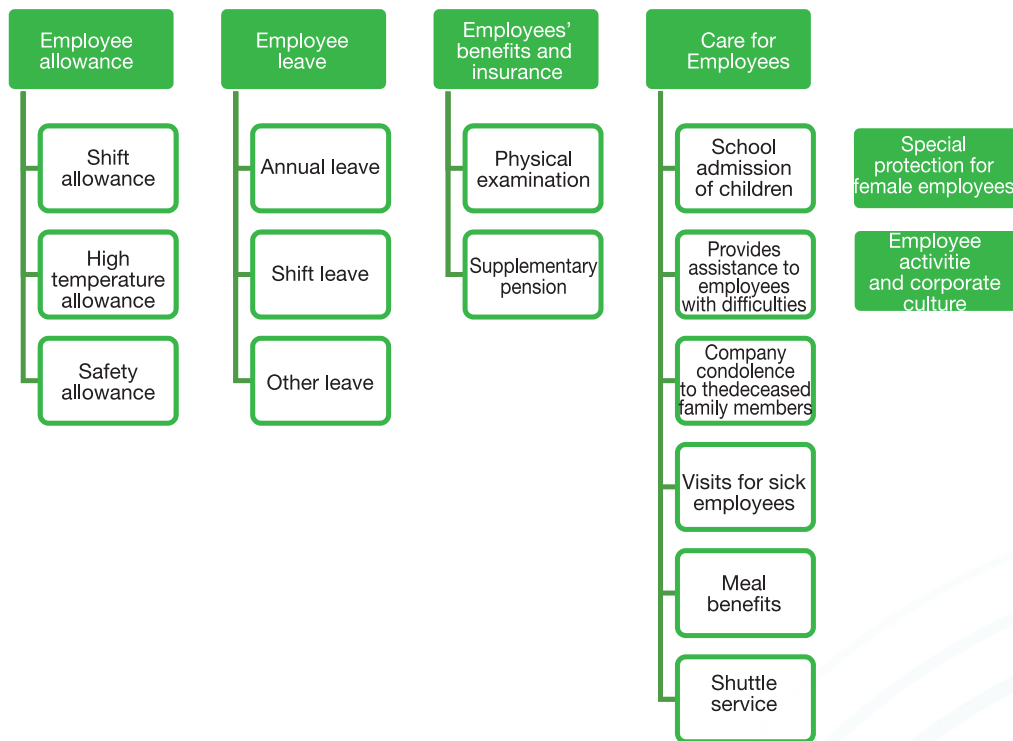 Employee
allowance
Shift
allowance
High
temperature
allowance
Safety
allowance
Employee
leave
Annual leave
Shift leave
Other leave
Employees'
benefits and
insurance
Physical
examination
Supplementary
pension
Care for
Employees
School
admission
of children
Provides
assistance to
employees
with difficulties
Company
condolence
to thedeceased
family members
Visits for sick
employees
Meal
benefits
Shuttle
service
Special
protection for
female employees
Employee
activitie
and corporate
culture